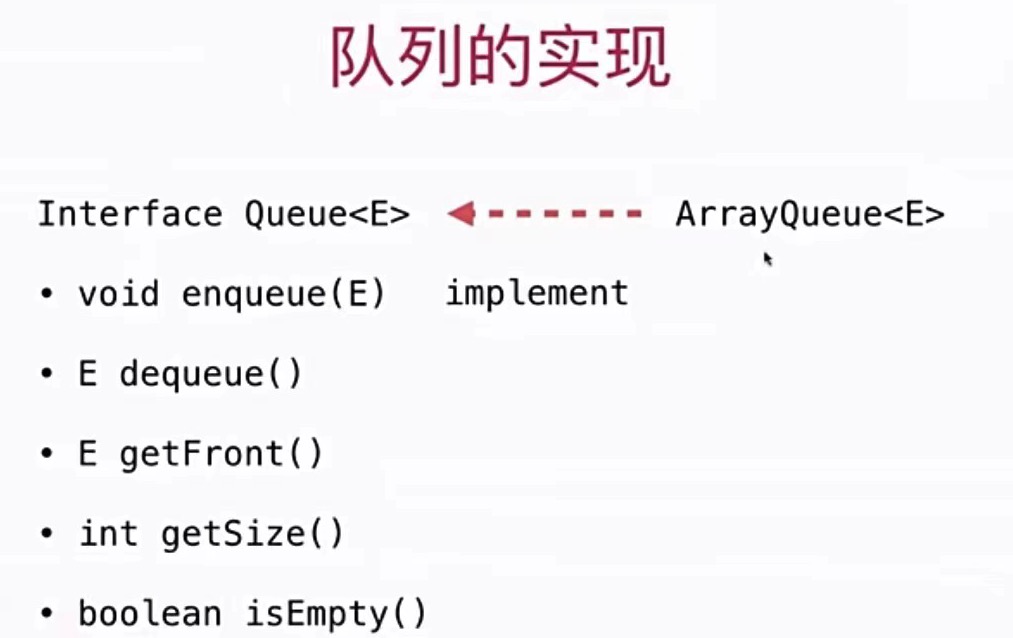 队列的实现
Interface Queue<E> ArrayQueue<E>
• void enqueue(E) implement
• E dequeue()
• E getFront()
• int getSize()
• boolean isEmpty()